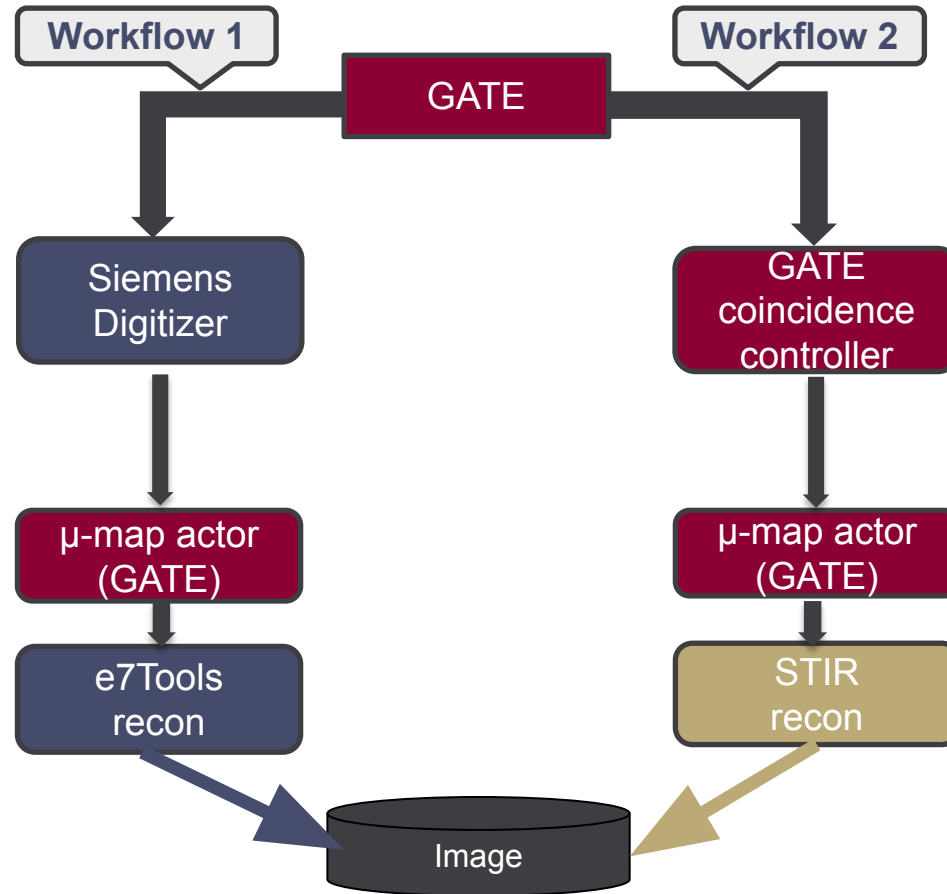 Workflow 1
Workflow 2
GATE
Siemens
Digitizer
GATE
coincidence
controller
µ-map actor
(GATE)
µ-map actor
(GATE)
e7Tools
recon
STIR
recon
Image